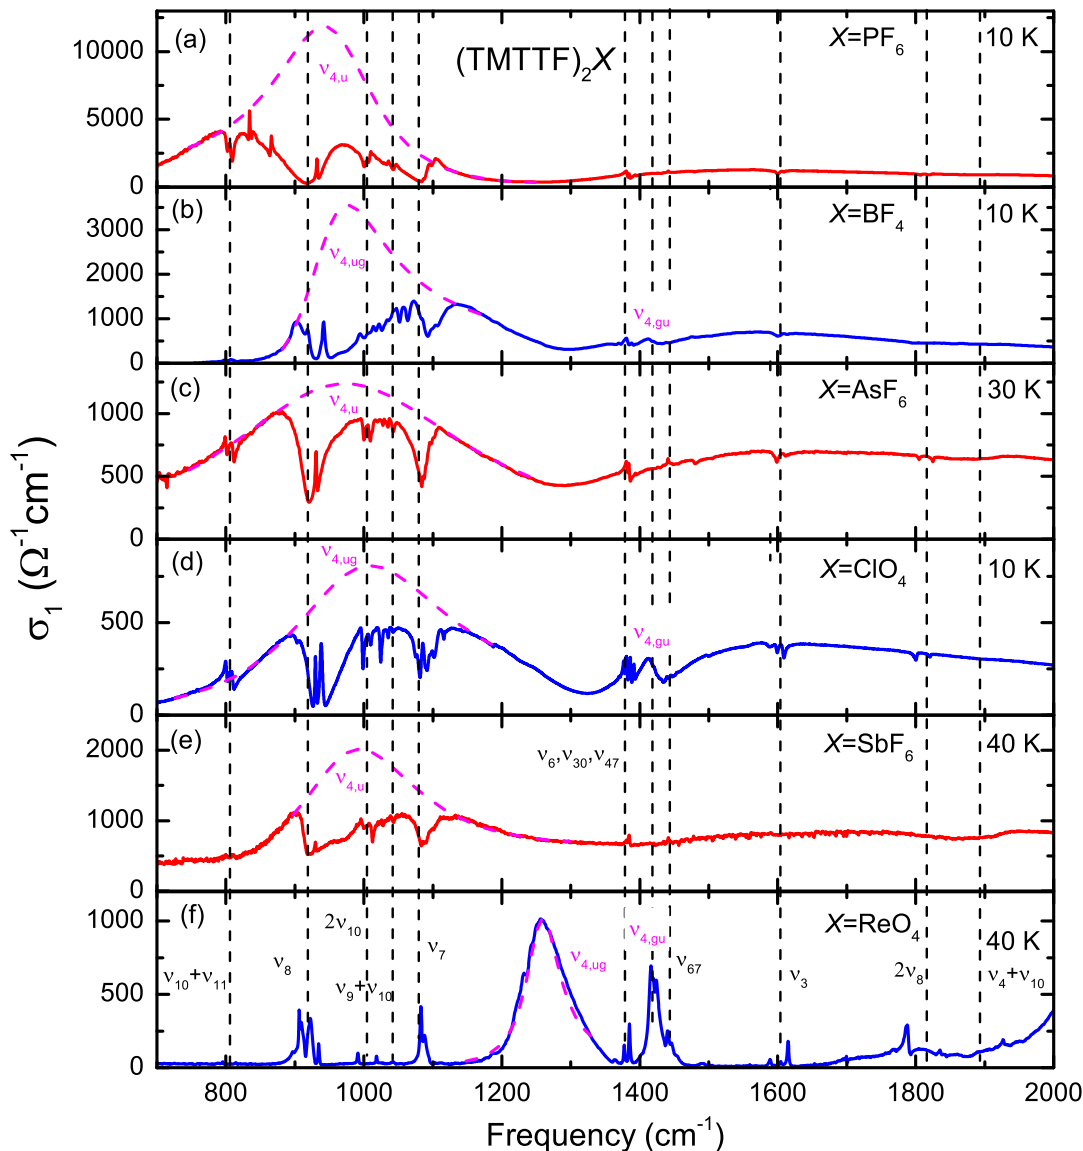 (a) (TMTTF)₂X X=PF₆ 10 K
ν₄,ᵤ
10000
5000
0
(b) X=BF₄ 10 K
ν₄,ug
ν₄,gu
3000
2000
1000
0
(c) X=AsF₆ 30 K
ν₄,ᵤ
1000
500
0
(d) X=ClO₄ 10 K
ν₄,ug
ν₄,gu
500
0
(e) X=SbF₆ 40 K
ν₆,ν₃₀,ν₄₇
ν₄,ᵤ
2000
1000
0
(f) X=ReO₄ 40 K
2ν₁₀
ν₁₀+ν₁₁
ν₈
ν₉+ν₁₀
ν₇
ν₄,ug
ν₄,gu
ν₆₇
ν₃
2ν₈
ν₄+ν₁₀
1000
500
0
800 1000 1200 1400 1600 1800 2000
Frequency (cm⁻¹)
σ₁ (Ω⁻¹cm⁻¹)